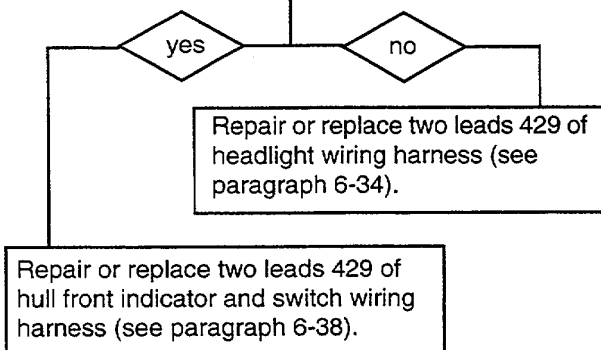 yes
no
Repair or replace two leads 429 of
headlight wiring harness (see
paragraph 6-34).
Repair or replace two leads 429 of
hull front indicator and switch wiring
harness (see paragraph 6-38).